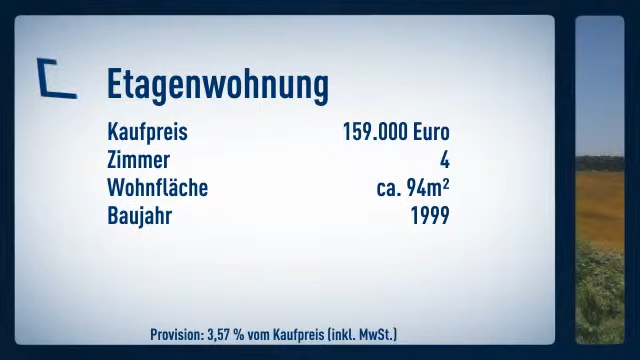 Etagenwohnung
Kaufpreis 159.000 Euro
Zimmer 4
Wohnfläche ca. 94m²
Baujahr 1999
Provision: 3,57 % vom Kaufpreis (inkl. MwSt.)